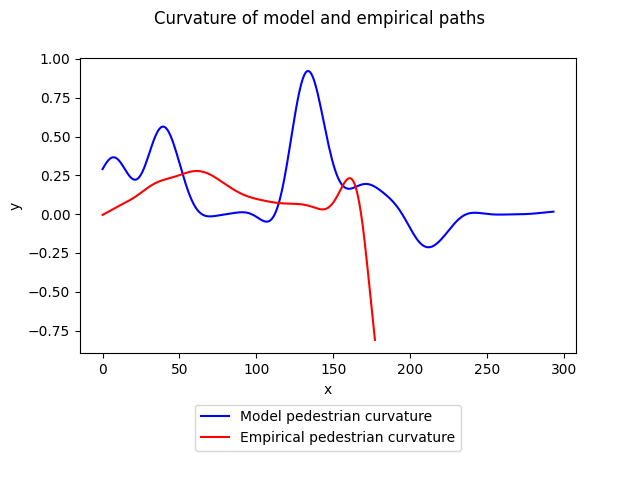 Curvature of model and empirical paths
1.00
0.75
0.50
0.25
0.00
−0.25
−0.50
−0.75
y
0 50 100 150 200 250 300
x
Model pedestrian curvature
Empirical pedestrian curvature